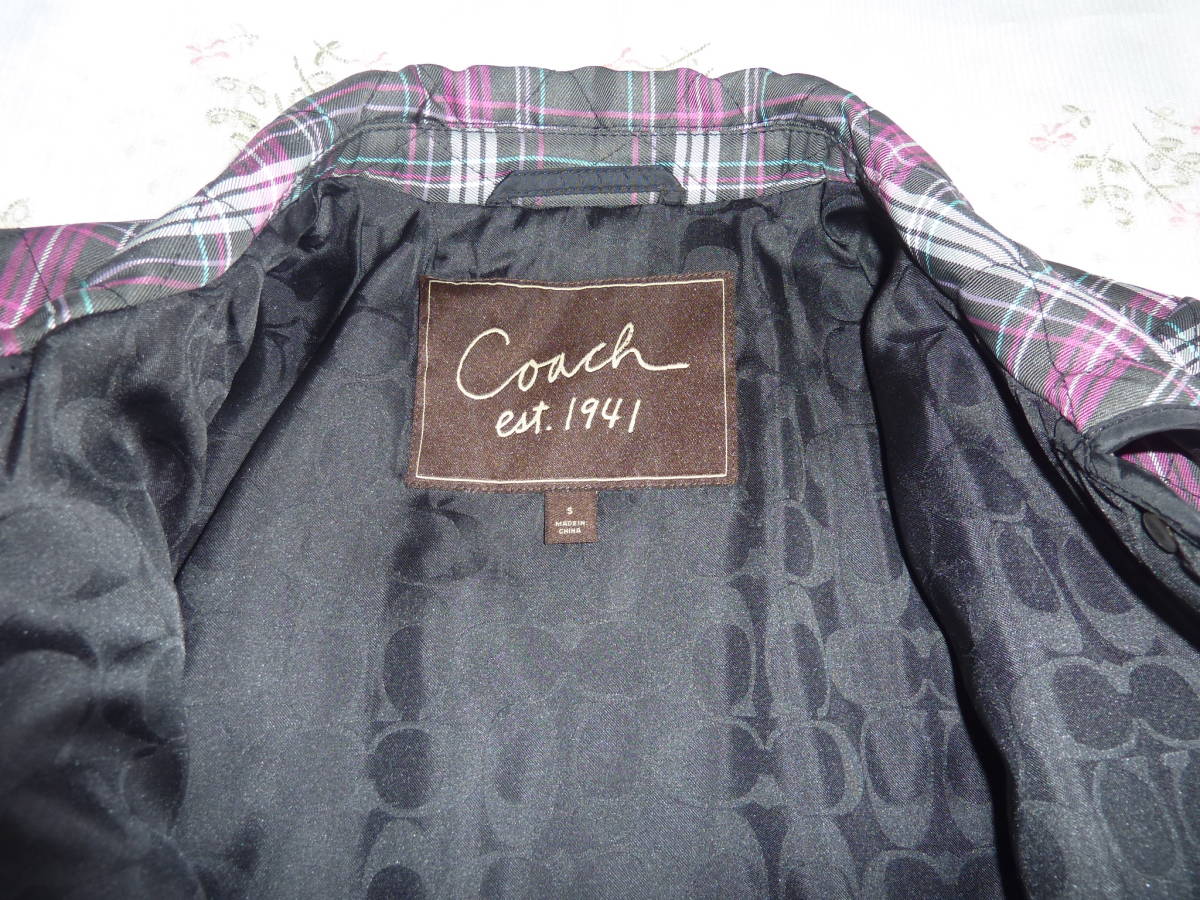 Coach
est. 1941
S
MADE IN
CHINA